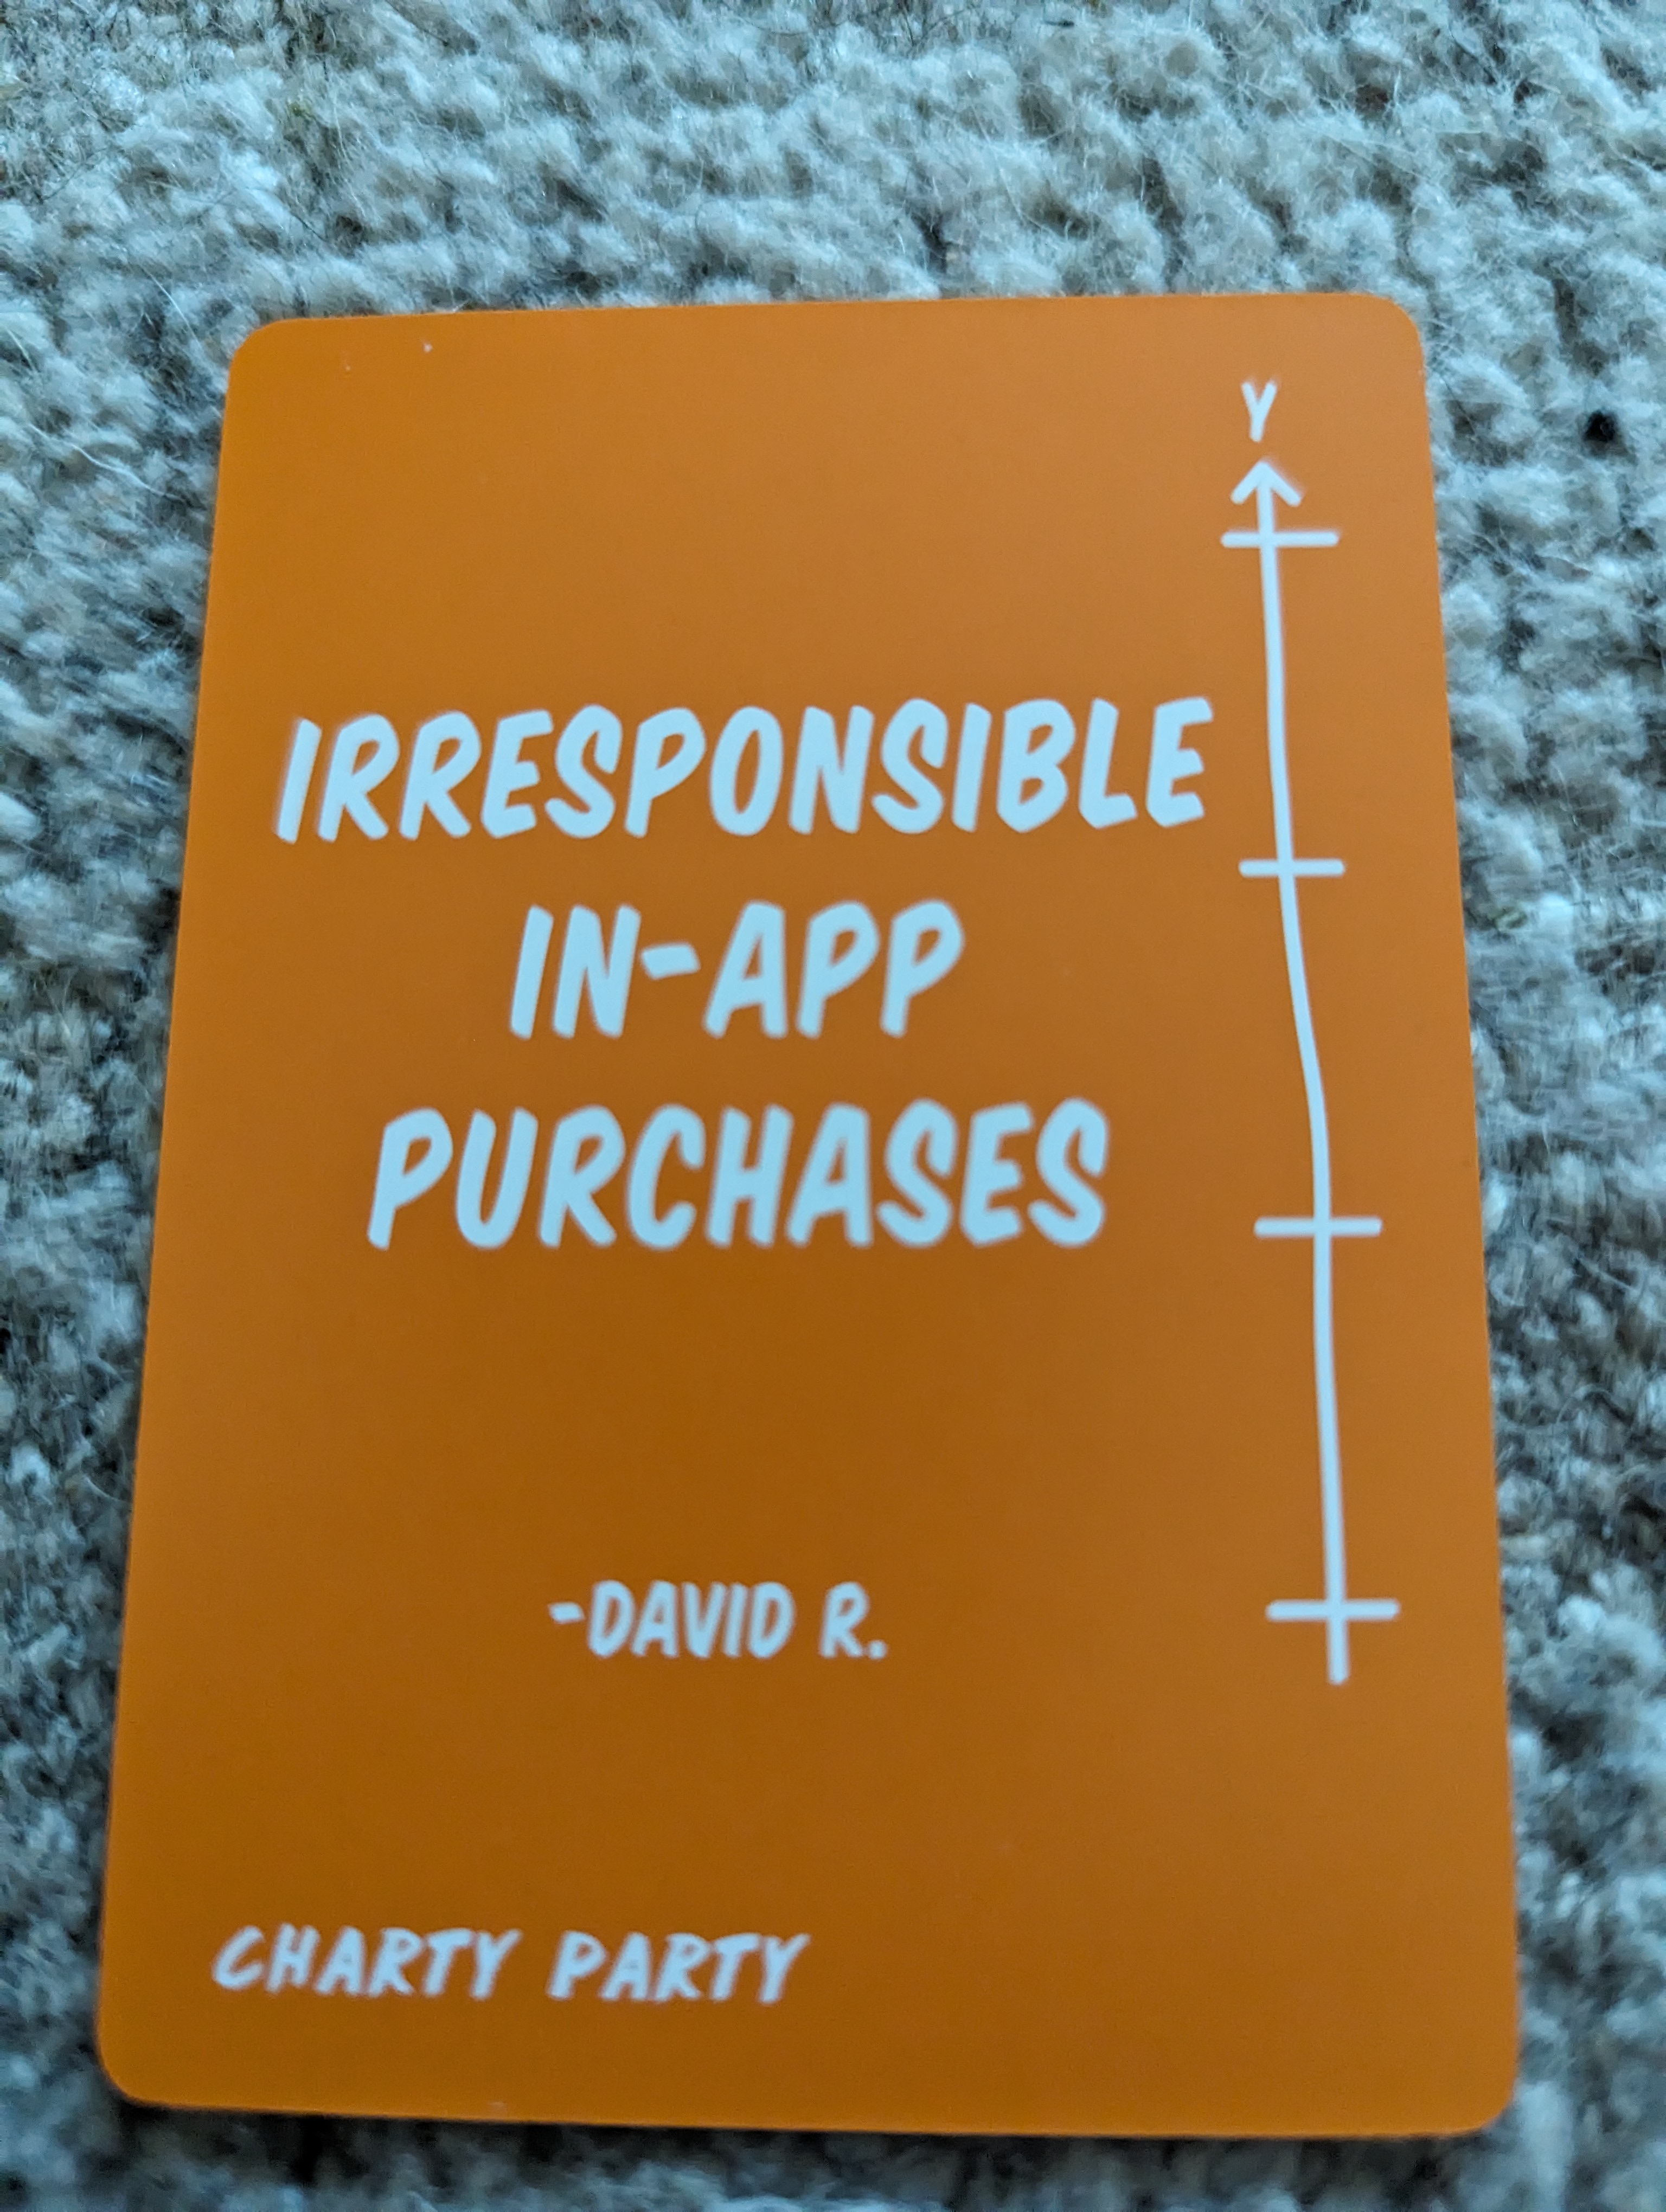 Y
IRRESPONSIBLE
IN-APP
PURCHASES
-DAVID R.
CHARTY PARTY